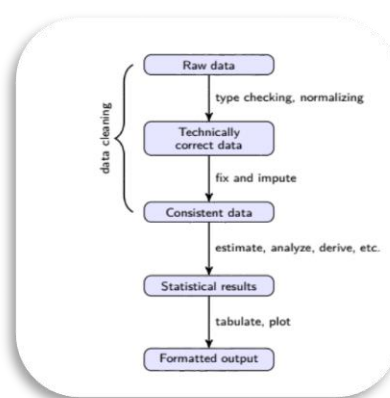 Raw data
type checking, normalizing
data cleaning
Technically
correct data
fix and impute
Consistent data
estimate, analyze, derive, etc.
Statistical results
tabulate, plot
Formatted output